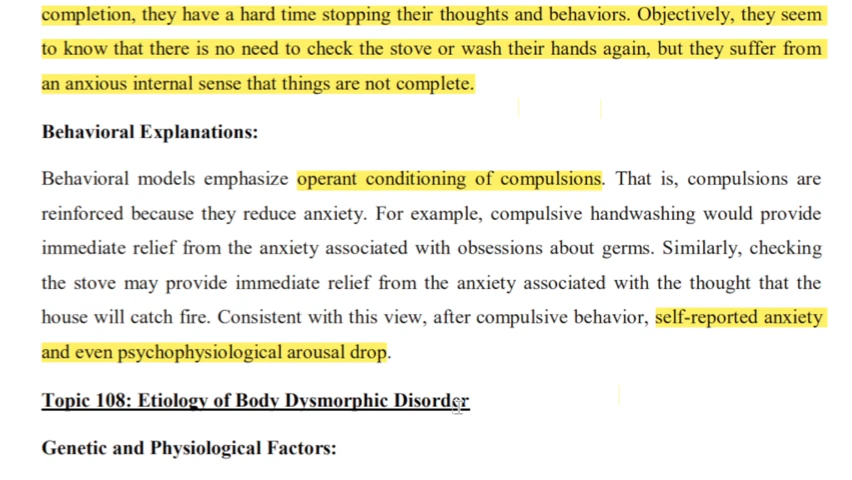 completion, they have a hard time stopping their thoughts and behaviors. Objectively, they seem
to know that there is no need to check the stove or wash their hands again, but they suffer from
an anxious internal sense that things are not complete.
Behavioral Explanations:
Behavioral models emphasize operant conditioning of compulsions. That is, compulsions are
reinforced because they reduce anxiety. For example, compulsive handwashing would provide
immediate relief from the anxiety associated with obsessions about germs. Similarly, checking
the stove may provide immediate relief from the anxiety associated with the thought that the
house will catch fire. Consistent with this view, after compulsive behavior, self-reported anxiety
and even psychophysiological arousal drop.
Topic 108: Etiology of Body Dysmorphic Disorder
Genetic and Physiological Factors: